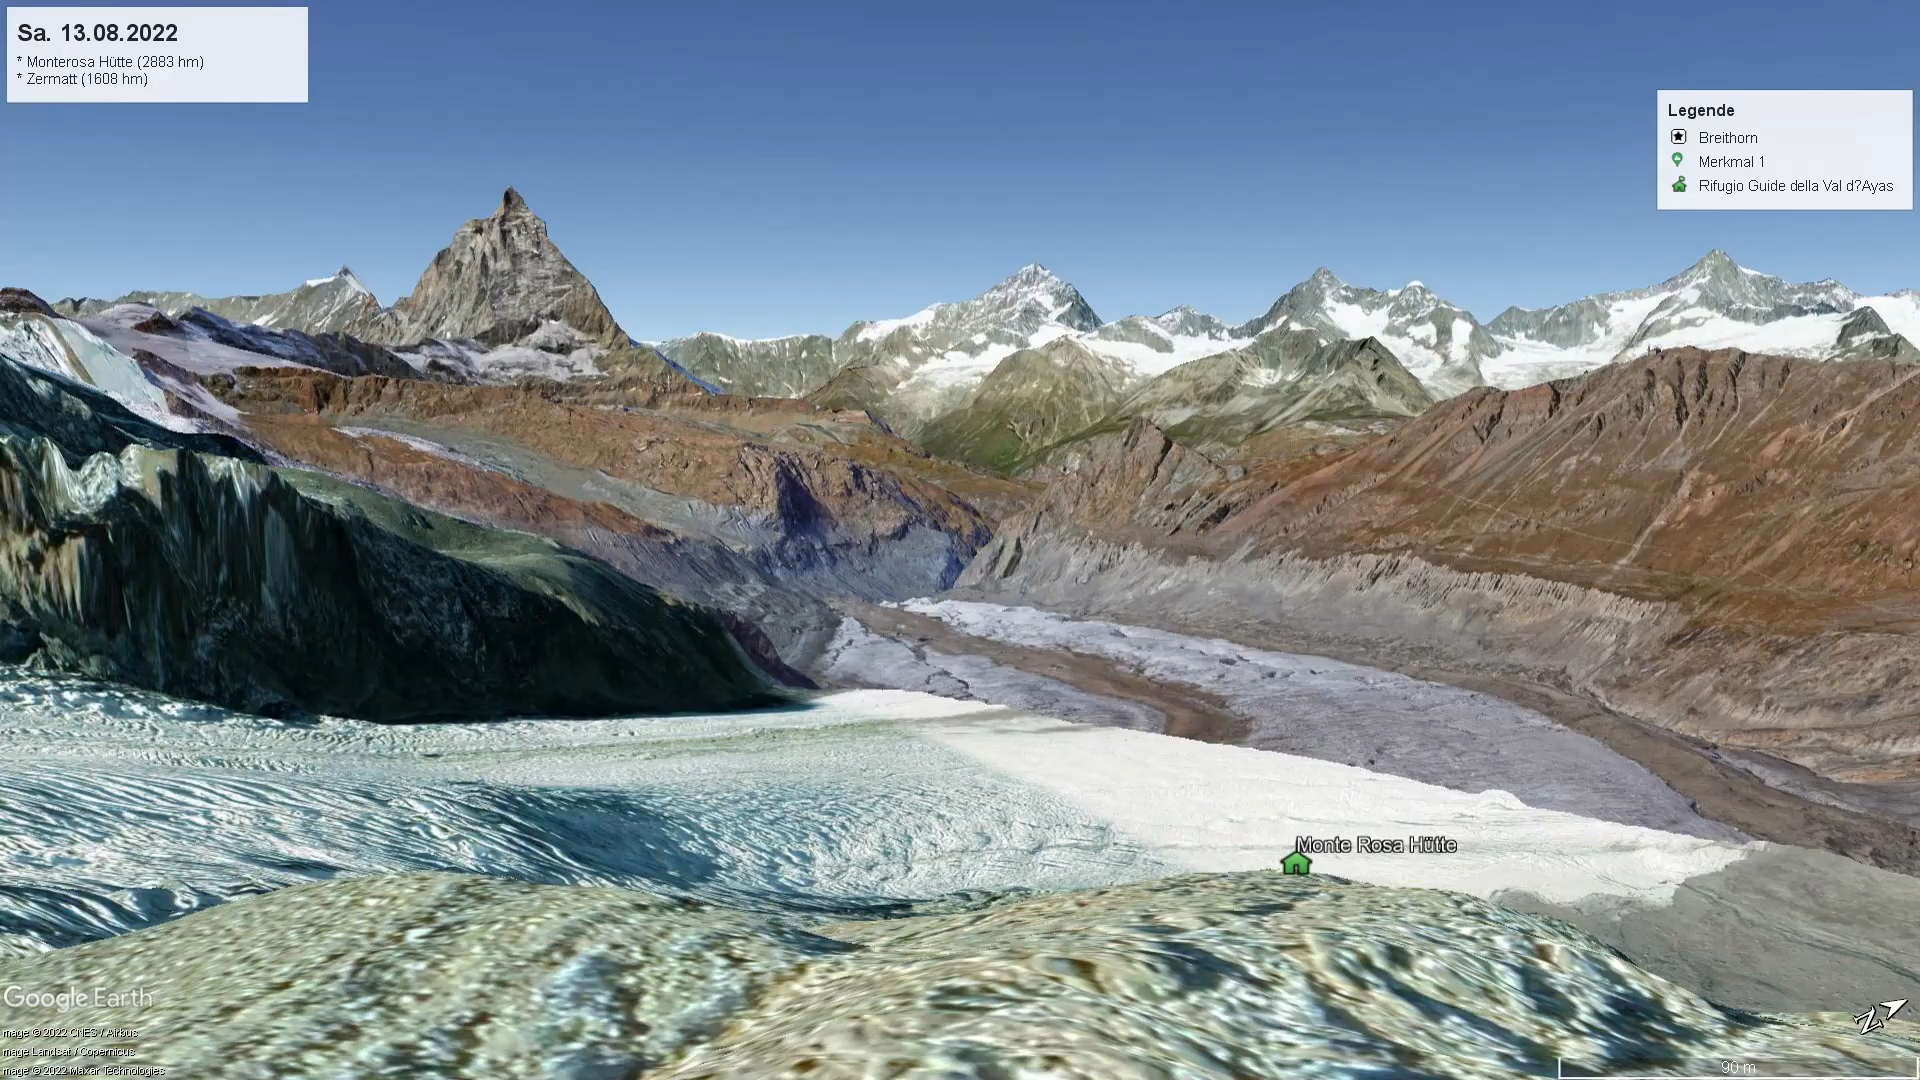 Sa. 13.08.2022
* Monterosa Hütte (2883 hm)
* Zermatt (1608 hm)
Legende
Breithorn
Merkmal 1
Rifugio Guide della Val d?Ayas
Monte Rosa Hütte
Google Earth
mage © 2022 CNES / Airbus
mage Landsat / Copernicus
mage © 2022 Maxar Technologies
N
90 m